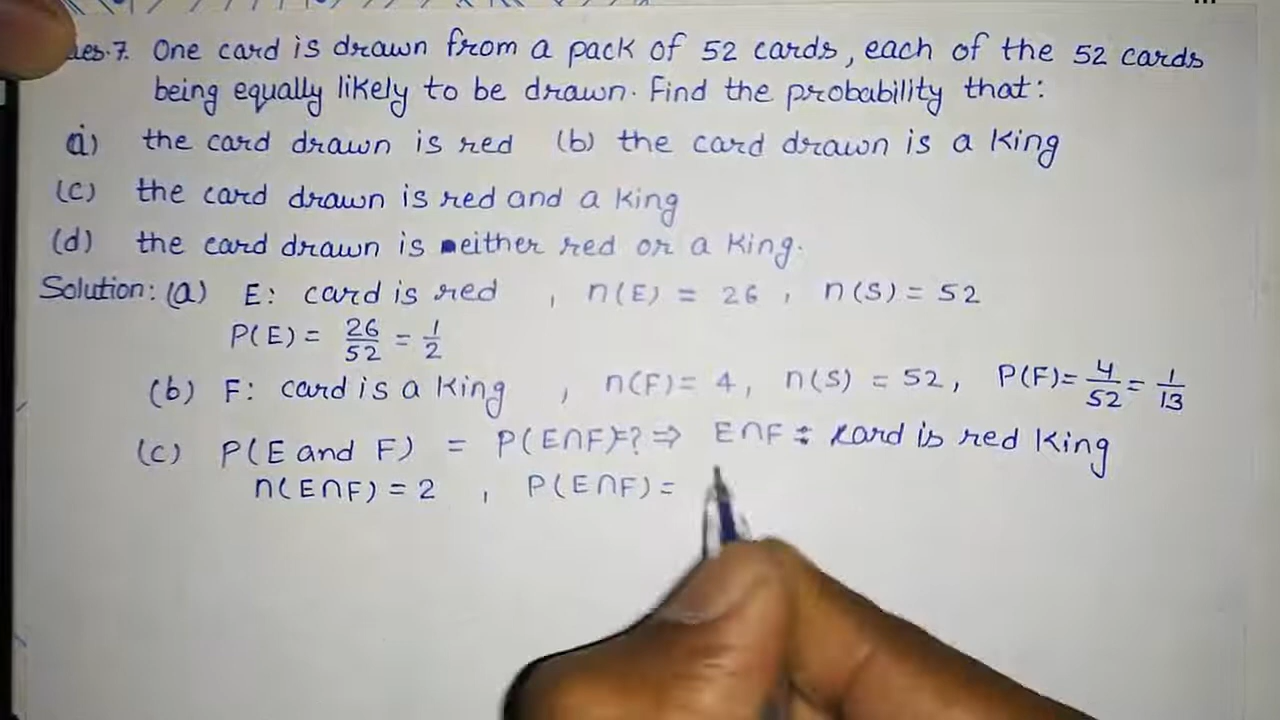 ues.7. One card is drawn from a pack of 52 cards, each of the 52 cards
being equally likely to be drawn. Find the probability that:
a) the card drawn is red (b) the card drawn is a King
(c) the card drawn is red and a King
(d) the card drawn is either red or a King.
Solution: (a) E: card is red , n(E) = 26 , n(S) = 52
P(E) = 26/52 = 1/2
(b) F: card is a King , n(F) = 4, n(S) = 52, P(F) = 4/52 = 1/13
(c) P(E and F) = P(E∩F)=? ⇒ E∩F : card is red King
n(E∩F) = 2 , P(E∩F) =